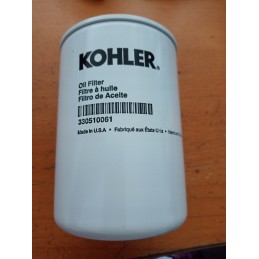 KOHLER.
Oil Filter
Filtre à huile
Filtro de Aceite
330510061
Made in U.S.A. • Fabriqué aux États-Unis •